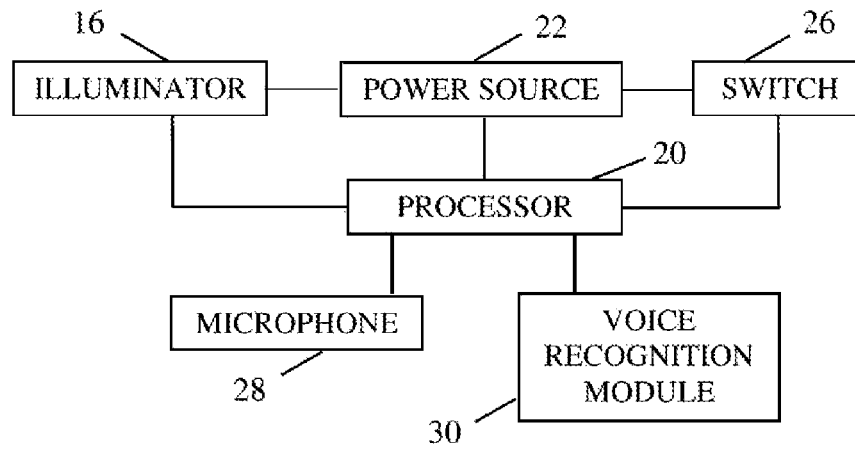 16
22
26
ILLUMINATOR
POWER SOURCE
SWITCH
20
PROCESSOR
MICROPHONE
28
VOICE
RECOGNITION
MODULE
30